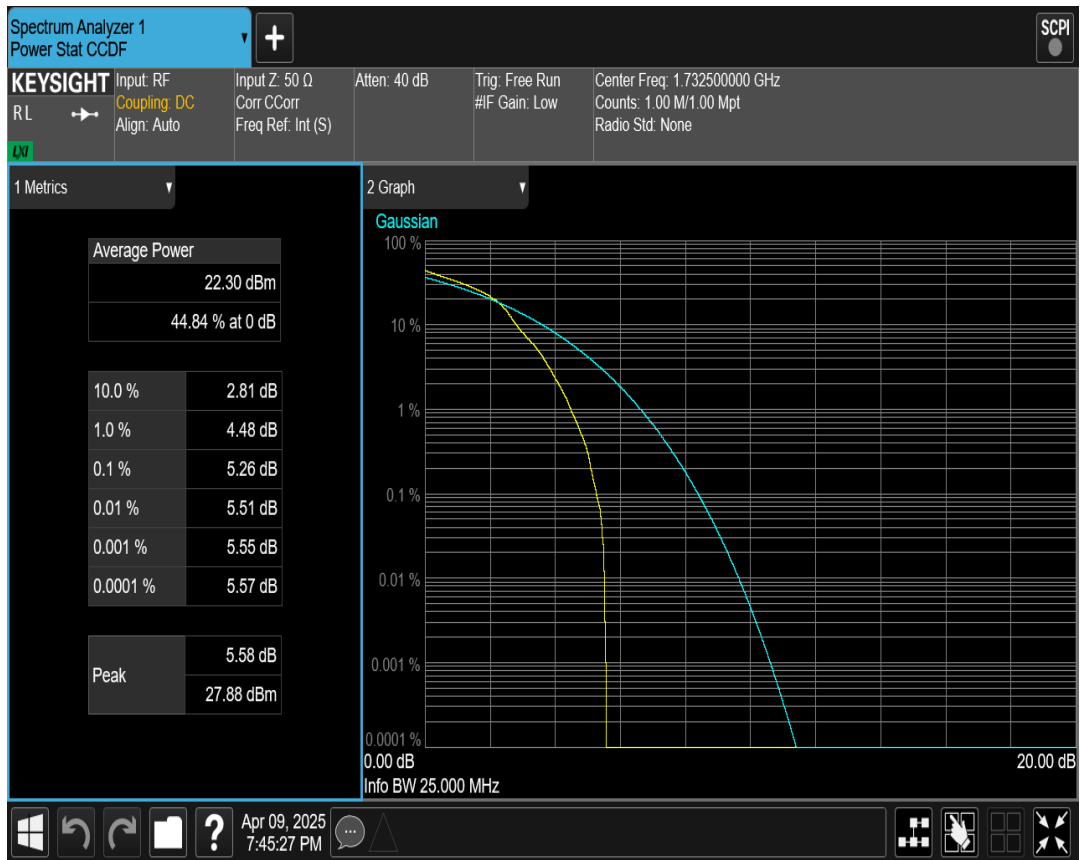 Spectrum Analyzer 1
Power Stat CCDF
SCPI
KEYSIGHT
RL
LXI
Input: RF
Coupling: DC
Align: Auto
Input Z: 50 Ω
Corr CCorr
Freq Ref: Int (S)
Atten: 40 dB
Trig: Free Run
#IF Gain: Low
Center Freq: 1.732500000 GHz
Counts: 1.00 M/1.00 Mpt
Radio Std: None
1 Metrics
Average Power
22.30 dBm
44.84 % at 0 dB
10.0 % 2.81 dB
1.0 % 4.48 dB
0.1 % 5.26 dB
0.01 % 5.51 dB
0.001 % 5.55 dB
0.0001 % 5.57 dB
Peak
5.58 dB
27.88 dBm
2 Graph
Gaussian
100 %
10 %
1 %
0.1 %
0.01 %
0.001 %
0.0001 %
0.00 dB 20.00 dB
Info BW 25.000 MHz
?
Apr 09, 2025
7:45:27 PM